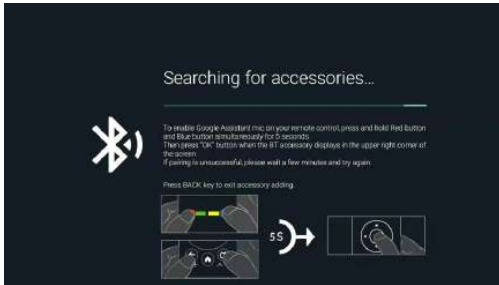 Searching for accessories...
To enable Google Assistant mic on your remote control, press and hold Red button
and Blue button simultaneously for 5 seconds.
Then press "OK" button when the BT accessory displays in the upper right corner of
the screen.
If pairing is unsuccessful, please wait a few minutes and try again.
Press BACK key to exit accessory adding.
5S